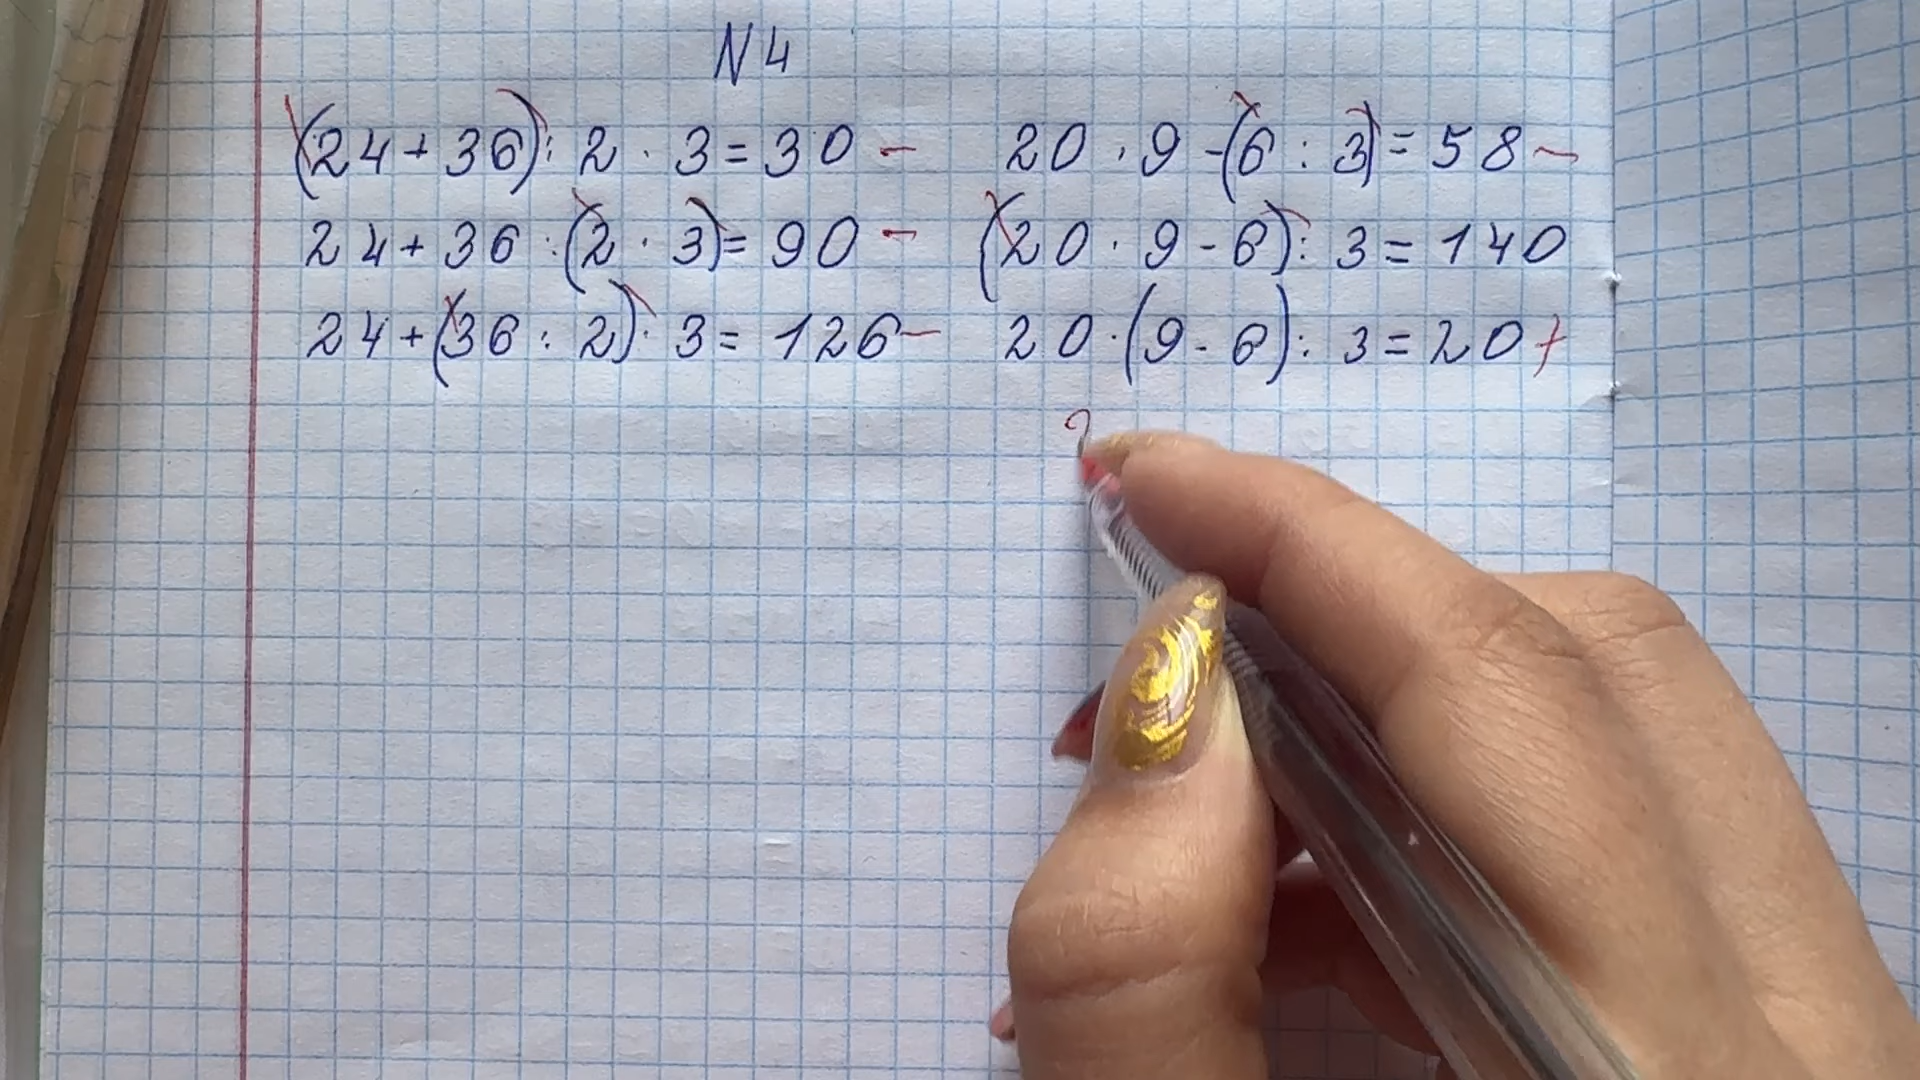 N 4
(24 + 36) : 2 · 3 = 30 - 20 · 9 - (6 : 3) = 58 -
24 + 36 : (2 · 3) = 90 - (20 · 9 - 6) : 3 = 140
24 + (36 : 2) · 3 = 126 - 20 · (9 - 6) : 3 = 20 +